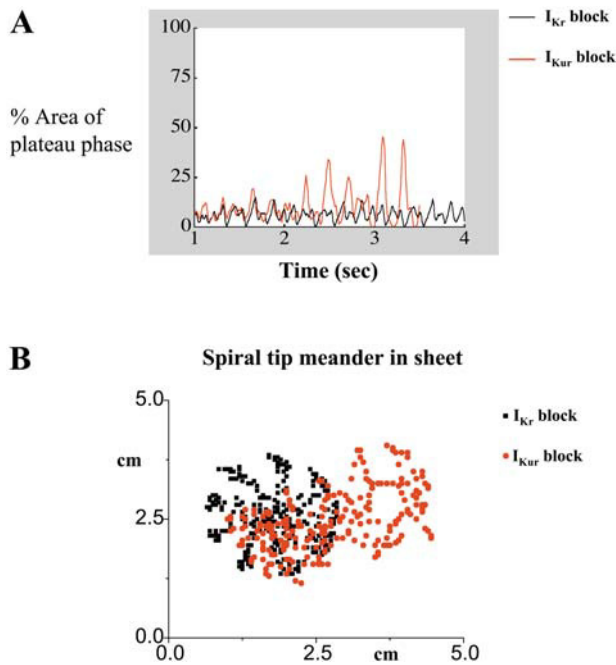 A
I_Kr block
I_Kur block
100
75
50
25
0
% Area of
plateau phase
1 2 3 4
Time (sec)
B
Spiral tip meander in sheet
5.0
cm
2.5
0.0
0.0 2.5 5.0
cm
I_Kr block
I_Kur block